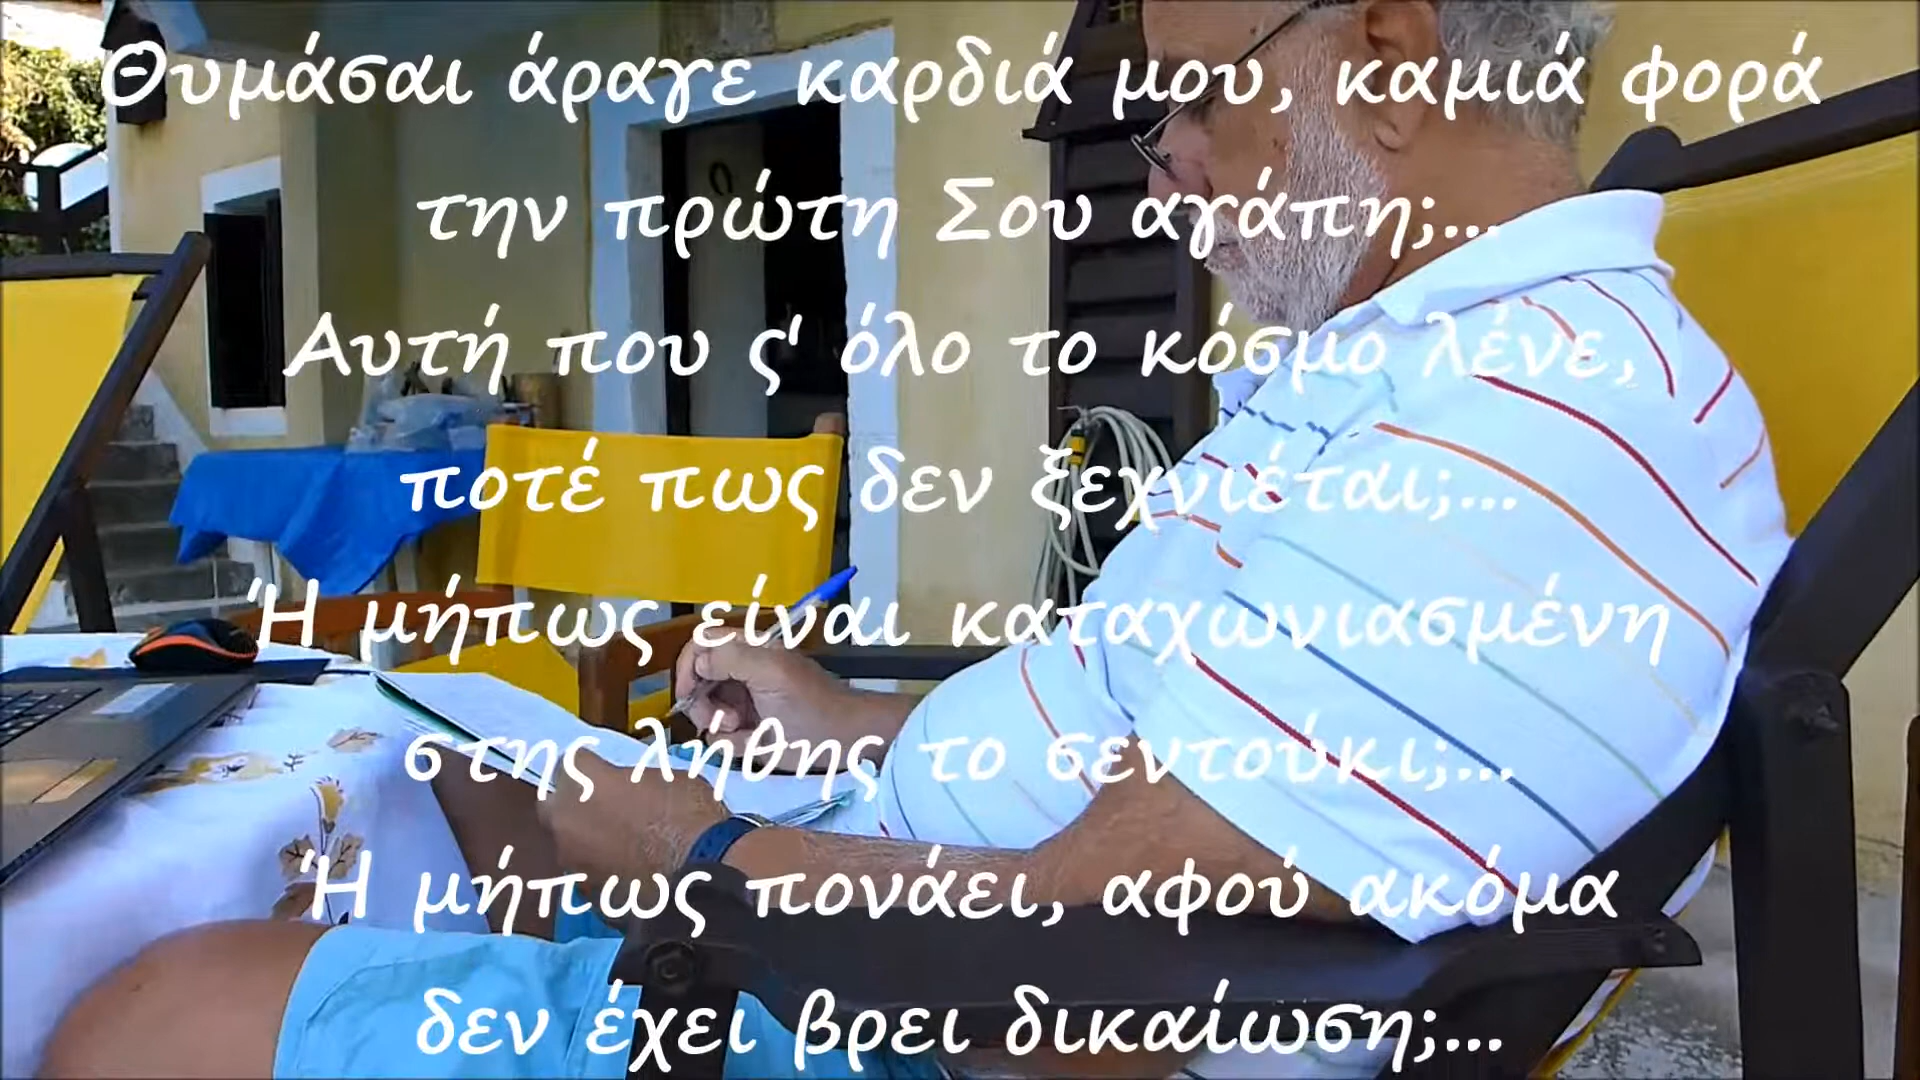 Θυμάσαι άραγε καρδιά μου, καμιά φορά
την πρώτη Σου αγάπη;...
Αυτή που ς' όλο το κόσμο λένε,
ποτέ πως δεν ξεχνιέται;...
Ή μήπως είναι καταχωνιασμένη
στης λήθης το σεντούκι;...
Ή μήπως πονάει, αφού ακόμα
δεν έχει βρει δικαίωση;...